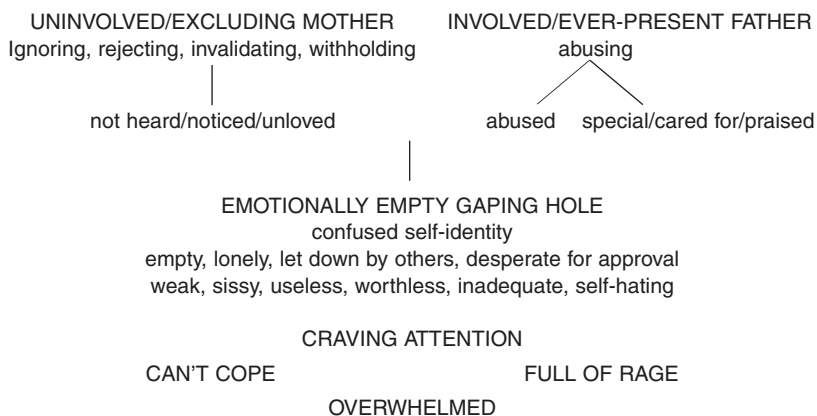 UNINVOLVED/EXCLUDING MOTHER
Ignoring, rejecting, invalidating, withholding
not heard/noticed/unloved
INVOLVED/EVER-PRESENT FATHER
abusing
abused special/cared for/praised
EMOTIONALLY EMPTY GAPING HOLE
confused self-identity
empty, lonely, let down by others, desperate for approval
weak, sissy, useless, worthless, inadequate, self-hating
CRAVING ATTENTION
CAN'T COPE FULL OF RAGE
OVERWHELMED